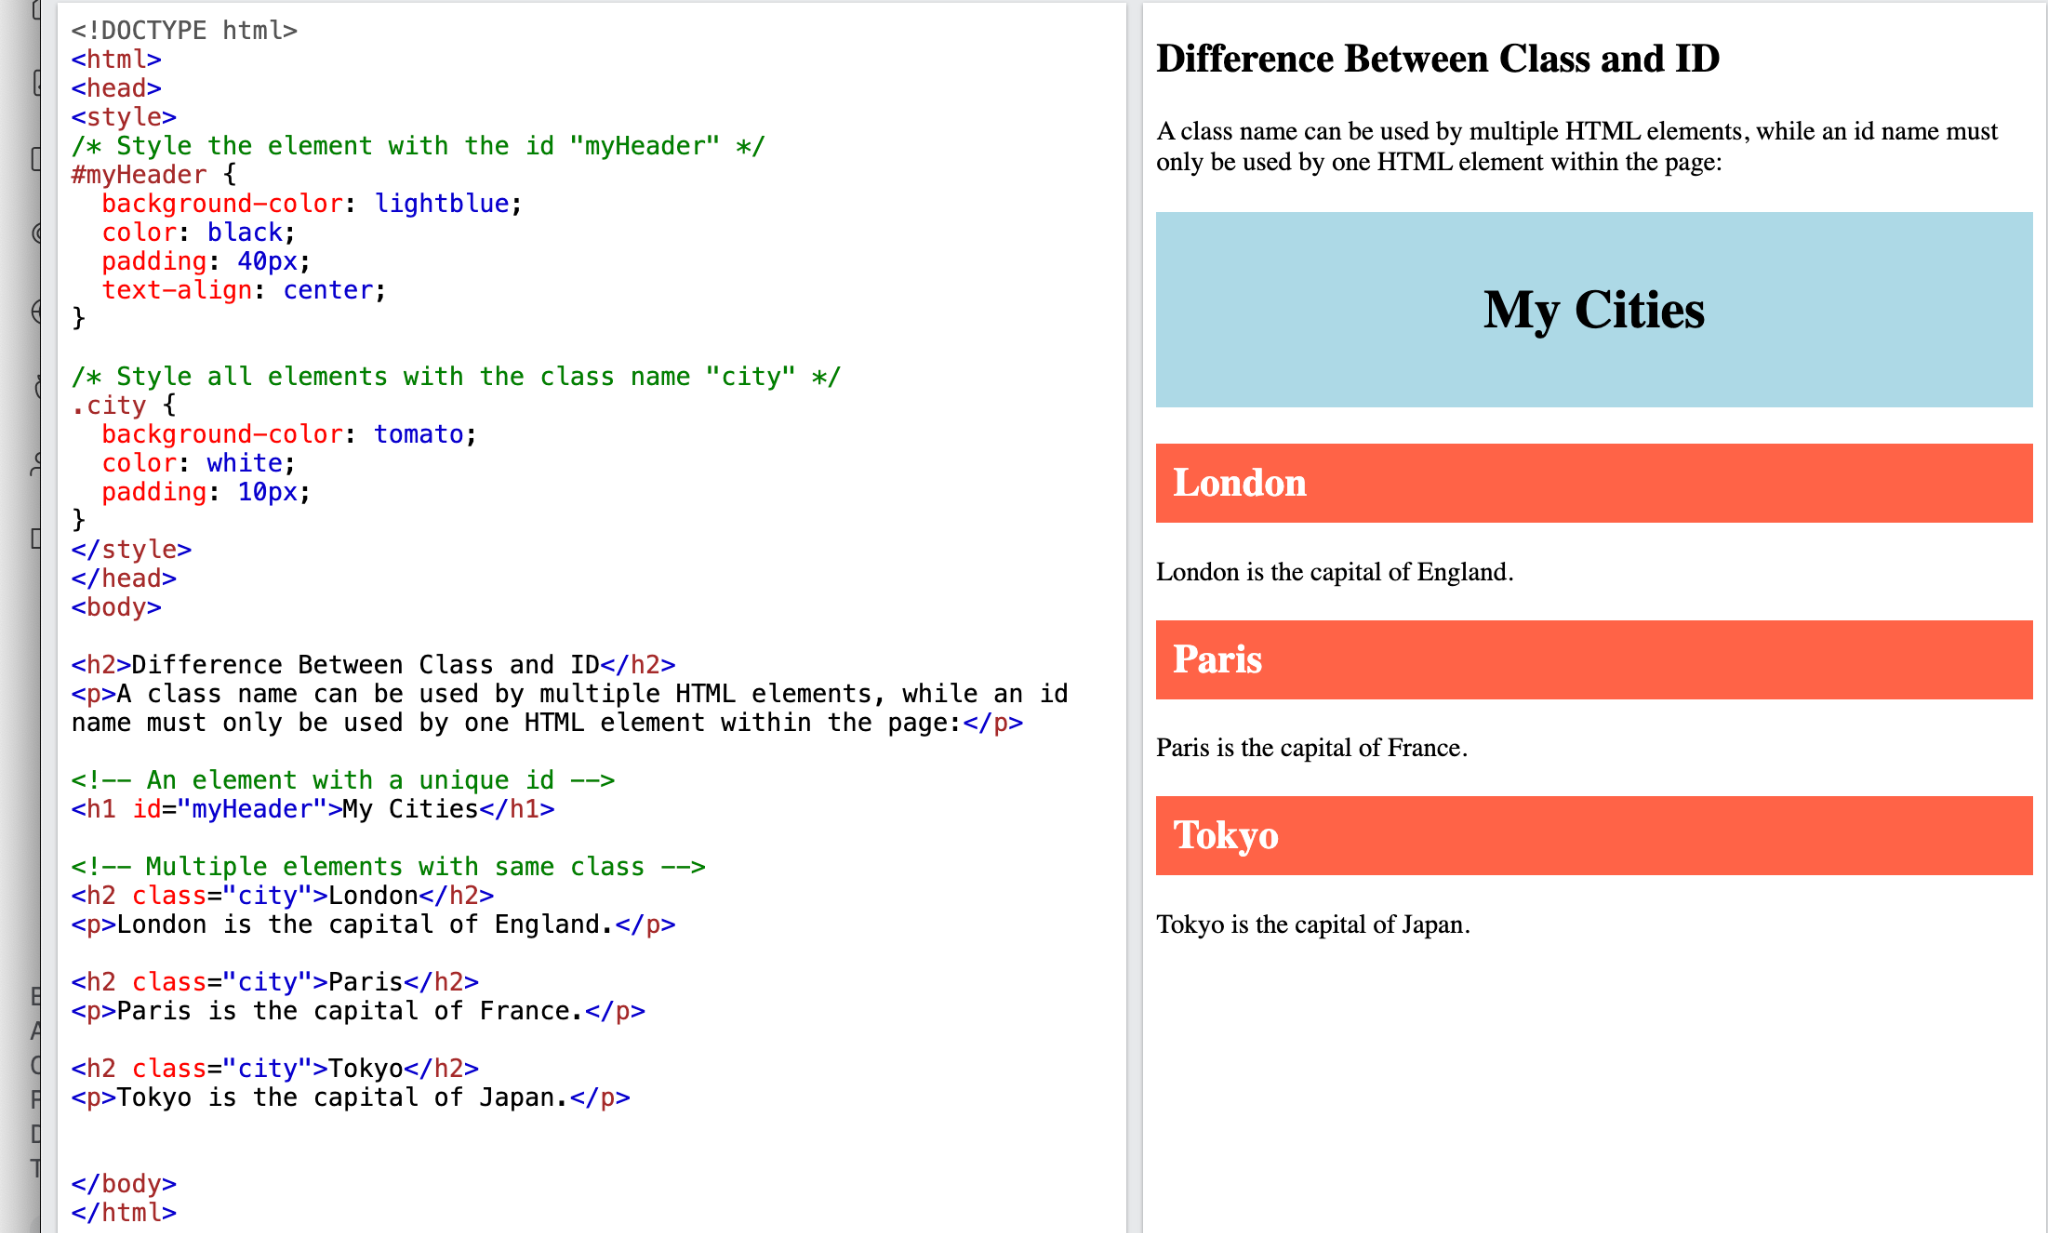 <!DOCTYPE html>
<html>
<head>
<style>
/* Style the element with the id "myHeader" */
#myHeader {
  background-color: lightblue;
  color: black;
  padding: 40px;
  text-align: center;
}

/* Style all elements with the class name "city" */
.city {
  background-color: tomato;
  color: white;
  padding: 10px;
}
</style>
</head>
<body>

<h2>Difference Between Class and ID</h2>
<p>A class name can be used by multiple HTML elements, while an id
name must only be used by one HTML element within the page:</p>

<!-- An element with a unique id -->
<h1 id="myHeader">My Cities</h1>

<!-- Multiple elements with same class -->
<h2 class="city">London</h2>
<p>London is the capital of England.</p>

<h2 class="city">Paris</h2>
<p>Paris is the capital of France.</p>

<h2 class="city">Tokyo</h2>
<p>Tokyo is the capital of Japan.</p>


</body>
</html>
Difference Between Class and ID
A class name can be used by multiple HTML elements, while an id name must
only be used by one HTML element within the page:
My Cities
London
London is the capital of England.
Paris
Paris is the capital of France.
Tokyo
Tokyo is the capital of Japan.